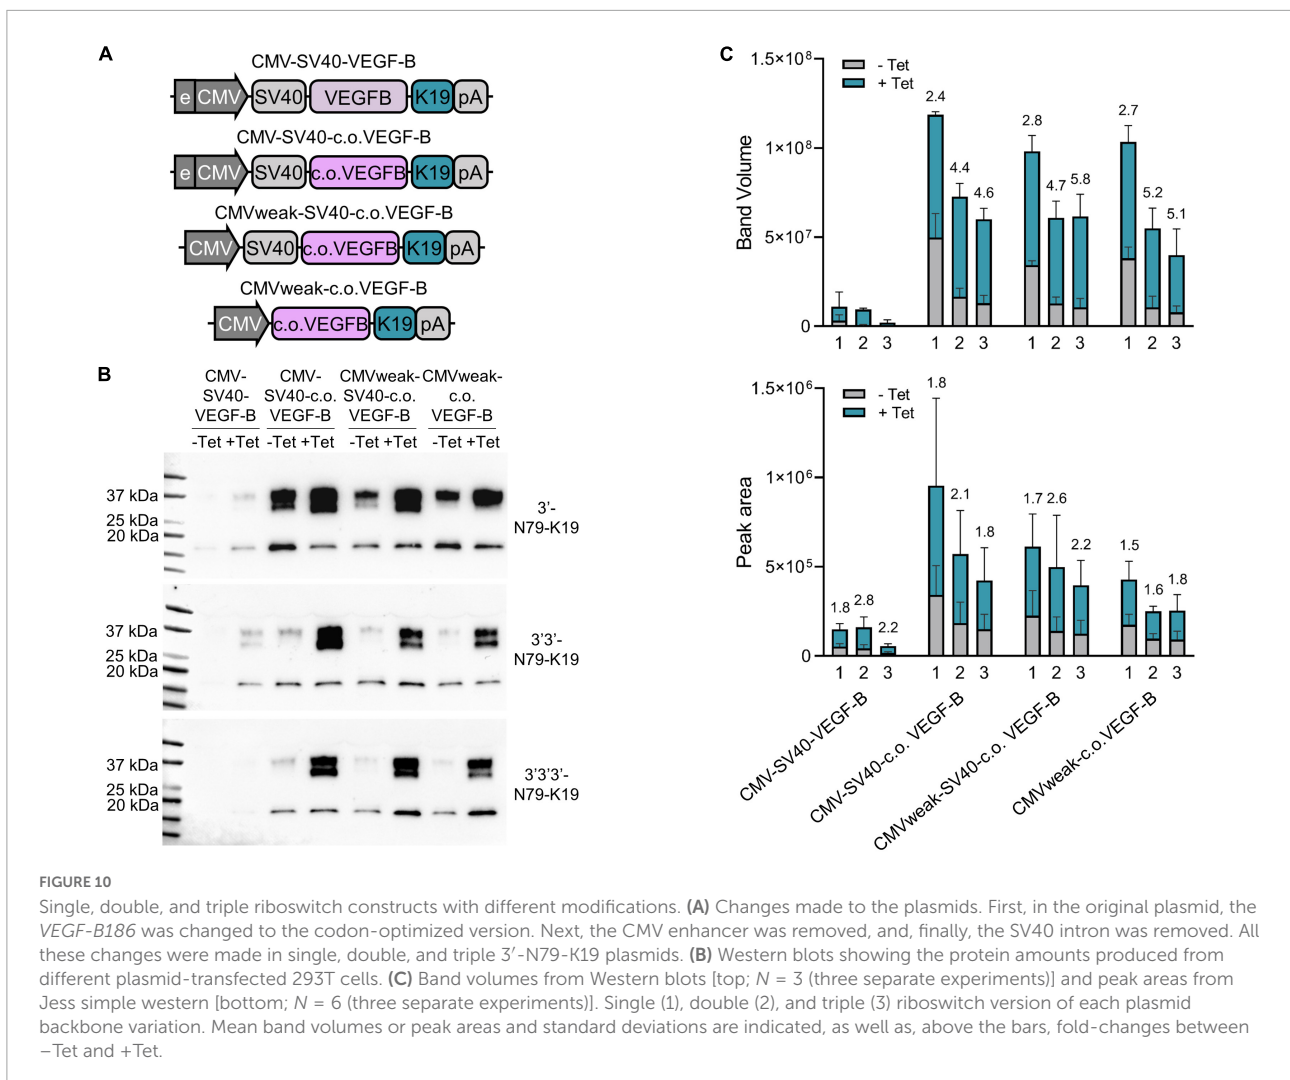 A
CMV-SV40-VEGF-B
e CMV SV40 VEGFB K19 pA
CMV-SV40-c.o.VEGF-B
e CMV SV40 c.o.VEGFB K19 pA
CMVweak-SV40-c.o.VEGF-B
CMV SV40 c.o.VEGFB K19 pA
CMVweak-c.o.VEGF-B
CMV c.o.VEGFB K19 pA
B
CMV- CMV- CMVweak- CMVweak-
SV40- SV40-c.o. SV40-c.o. c.o.
VEGF-B VEGF-B VEGF-B VEGF-B
-Tet +Tet -Tet +Tet -Tet +Tet -Tet +Tet
37 kDa
25 kDa
20 kDa
3'-
N79-K19
37 kDa
25 kDa
20 kDa
3'3'-
N79-K19
37 kDa
25 kDa
20 kDa
3'3'3'-
N79-K19
C
Band Volume
1.5×10⁸
1×10⁸
5×10⁷
0
- Tet
+ Tet
2.4 4.4 4.6 2.8 4.7 5.8 2.7 5.2 5.1
1 2 3 1 2 3 1 2 3 1 2 3
Peak area
1.5×10⁶
1×10⁶
5×10⁵
0
- Tet
+ Tet
1.8 2.8 2.2 1.8 2.1 1.8 1.7 2.6 2.2 1.5 1.6 1.8
1 2 3 1 2 3 1 2 3 1 2 3
CMV-SV40-VEGF-B
CMV-SV40-c.o. VEGF-B
CMVweak-SV40-c.o. VEGF-B
CMVweak-c.o.VEGF-B
FIGURE 10
Single, double, and triple riboswitch constructs with different modifications. (A) Changes made to the plasmids. First, in the original plasmid, the
VEGF-B186 was changed to the codon-optimized version. Next, the CMV enhancer was removed, and, finally, the SV40 intron was removed. All
these changes were made in single, double, and triple 3′-N79-K19 plasmids. (B) Western blots showing the protein amounts produced from
different plasmid-transfected 293T cells. (C) Band volumes from Western blots [top; N = 3 (three separate experiments)] and peak areas from
Jess simple western [bottom; N = 6 (three separate experiments)]. Single (1), double (2), and triple (3) riboswitch version of each plasmid
backbone variation. Mean band volumes or peak areas and standard deviations are indicated, as well as, above the bars, fold-changes between
−Tet and +Tet.